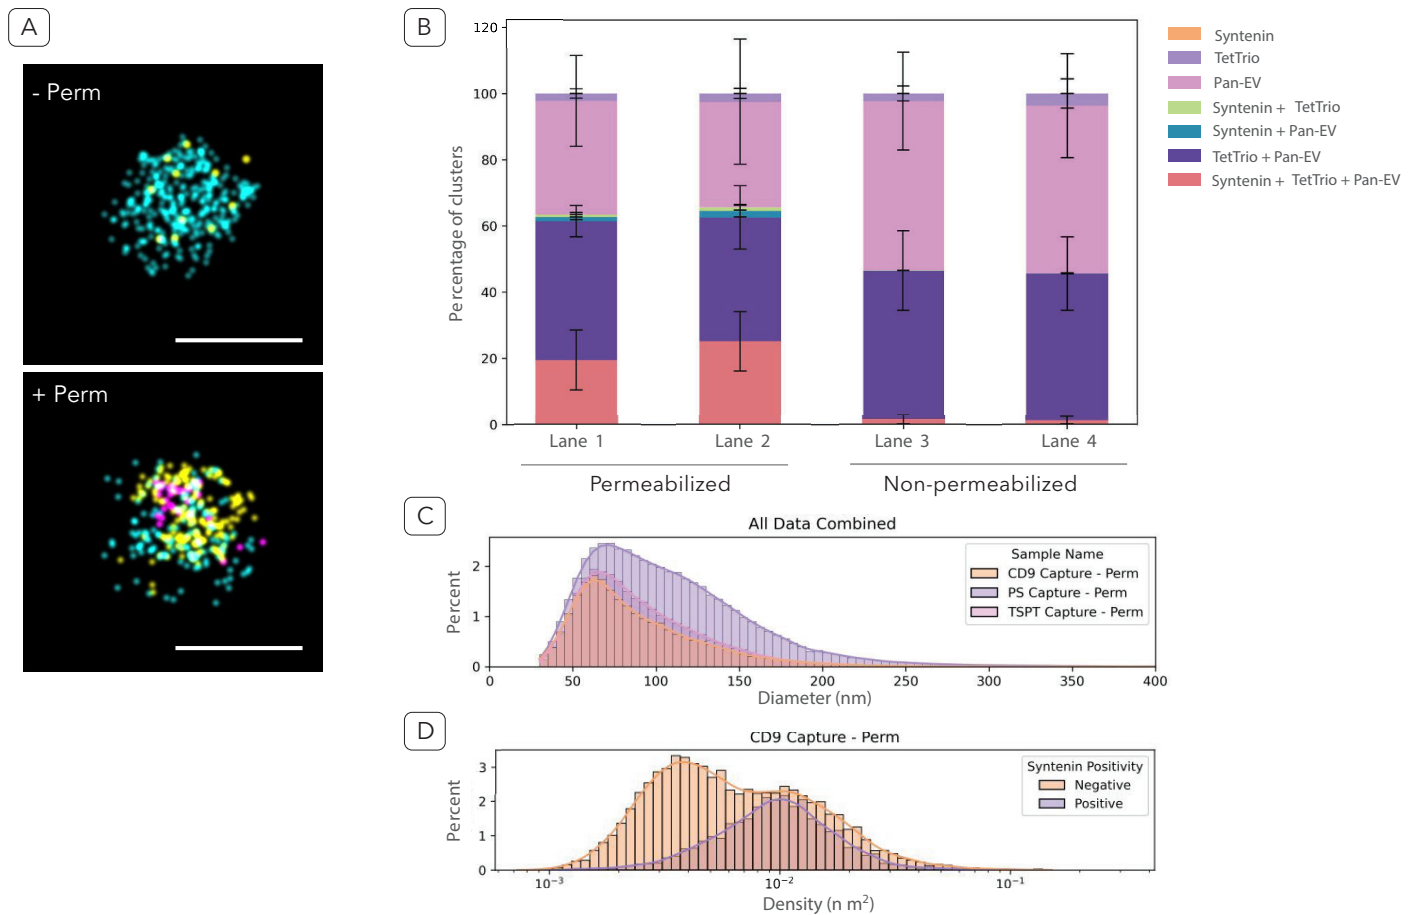 A
- Perm
+ Perm
B
Percentage of clusters
120
100
80
60
40
20
0
Lane 1
Lane 2
Lane 3
Lane 4
Permeabilized
Non-permeabilized
Syntenin
TetTrio
Pan-EV
Syntenin + TetTrio
Syntenin + Pan-EV
TetTrio + Pan-EV
Syntenin + TetTrio + Pan-EV
C
All Data Combined
Percent
2
1
0
0 50 100 150 200 250 300 350 400
Diameter (nm)
Sample Name
CD9 Capture - Perm
PS Capture - Perm
TSPT Capture - Perm
D
CD9 Capture - Perm
Percent
3
2
1
0
10⁻³ 10⁻² 10⁻¹
Density (n m²)
Syntenin Positivity
Negative
Positive